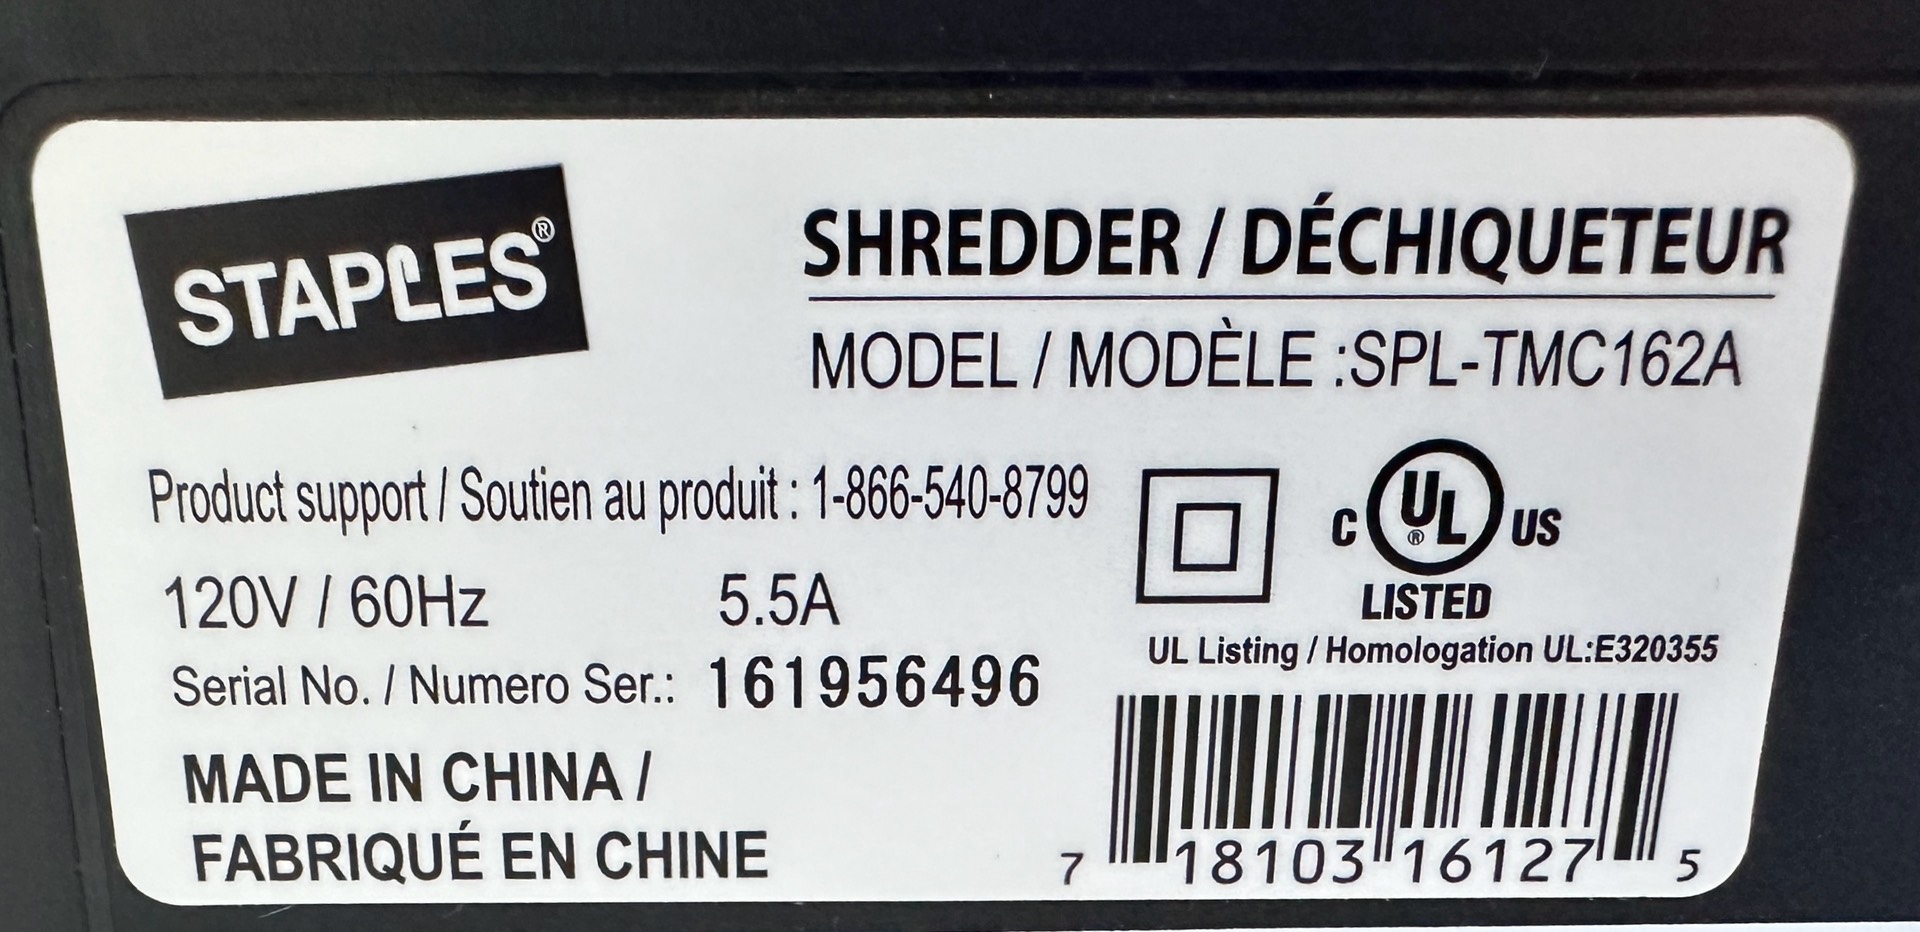 STAPLES®
SHREDDER / DÉCHIQUETEUR
MODEL / MODÈLE :SPL-TMC162A
Product support / Soutien au produit : 1-866-540-8799
120V / 60Hz 5.5A
Serial No. / Numero Ser.: 161956496
MADE IN CHINA /
FABRIQUÉ EN CHINE
C UL® US
LISTED
UL Listing / Homologation UL:E320355
7 18103 16127 5